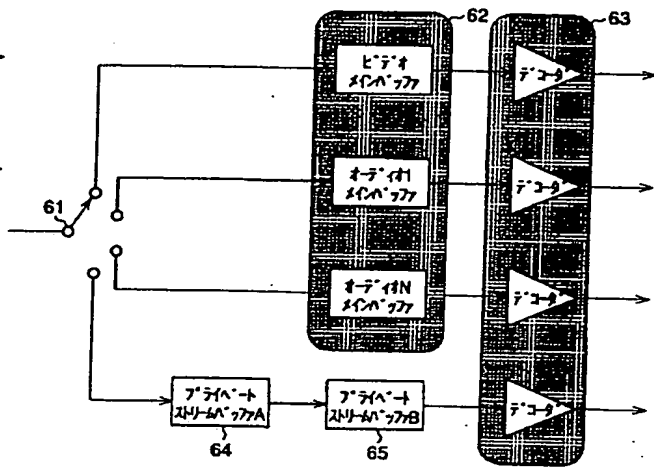 62
63
ビデオ
メインバッファ
デコーダ
オーディオ1
メインバッファ
デコーダ
61
オーディオN
メインバッファ
デコーダ
プライベート
ストリームバッファA
プライベート
ストリームバッファB
デコーダ
64
65